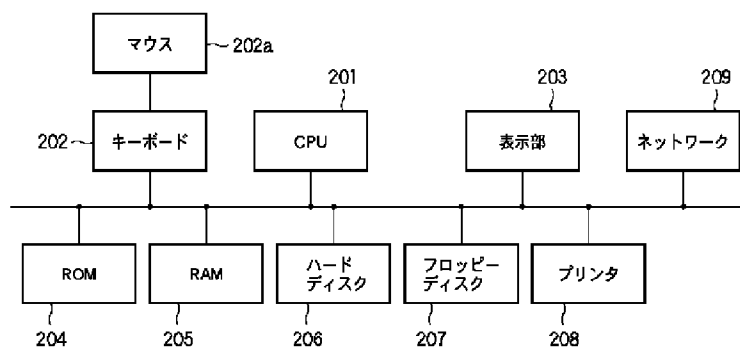 マウス
202a
201
203
209
202
キーボード
CPU
表示部
ネットワーク
ROM
RAM
ハード
ディスク
フロッピー
ディスク
プリンタ
204
205
206
207
208